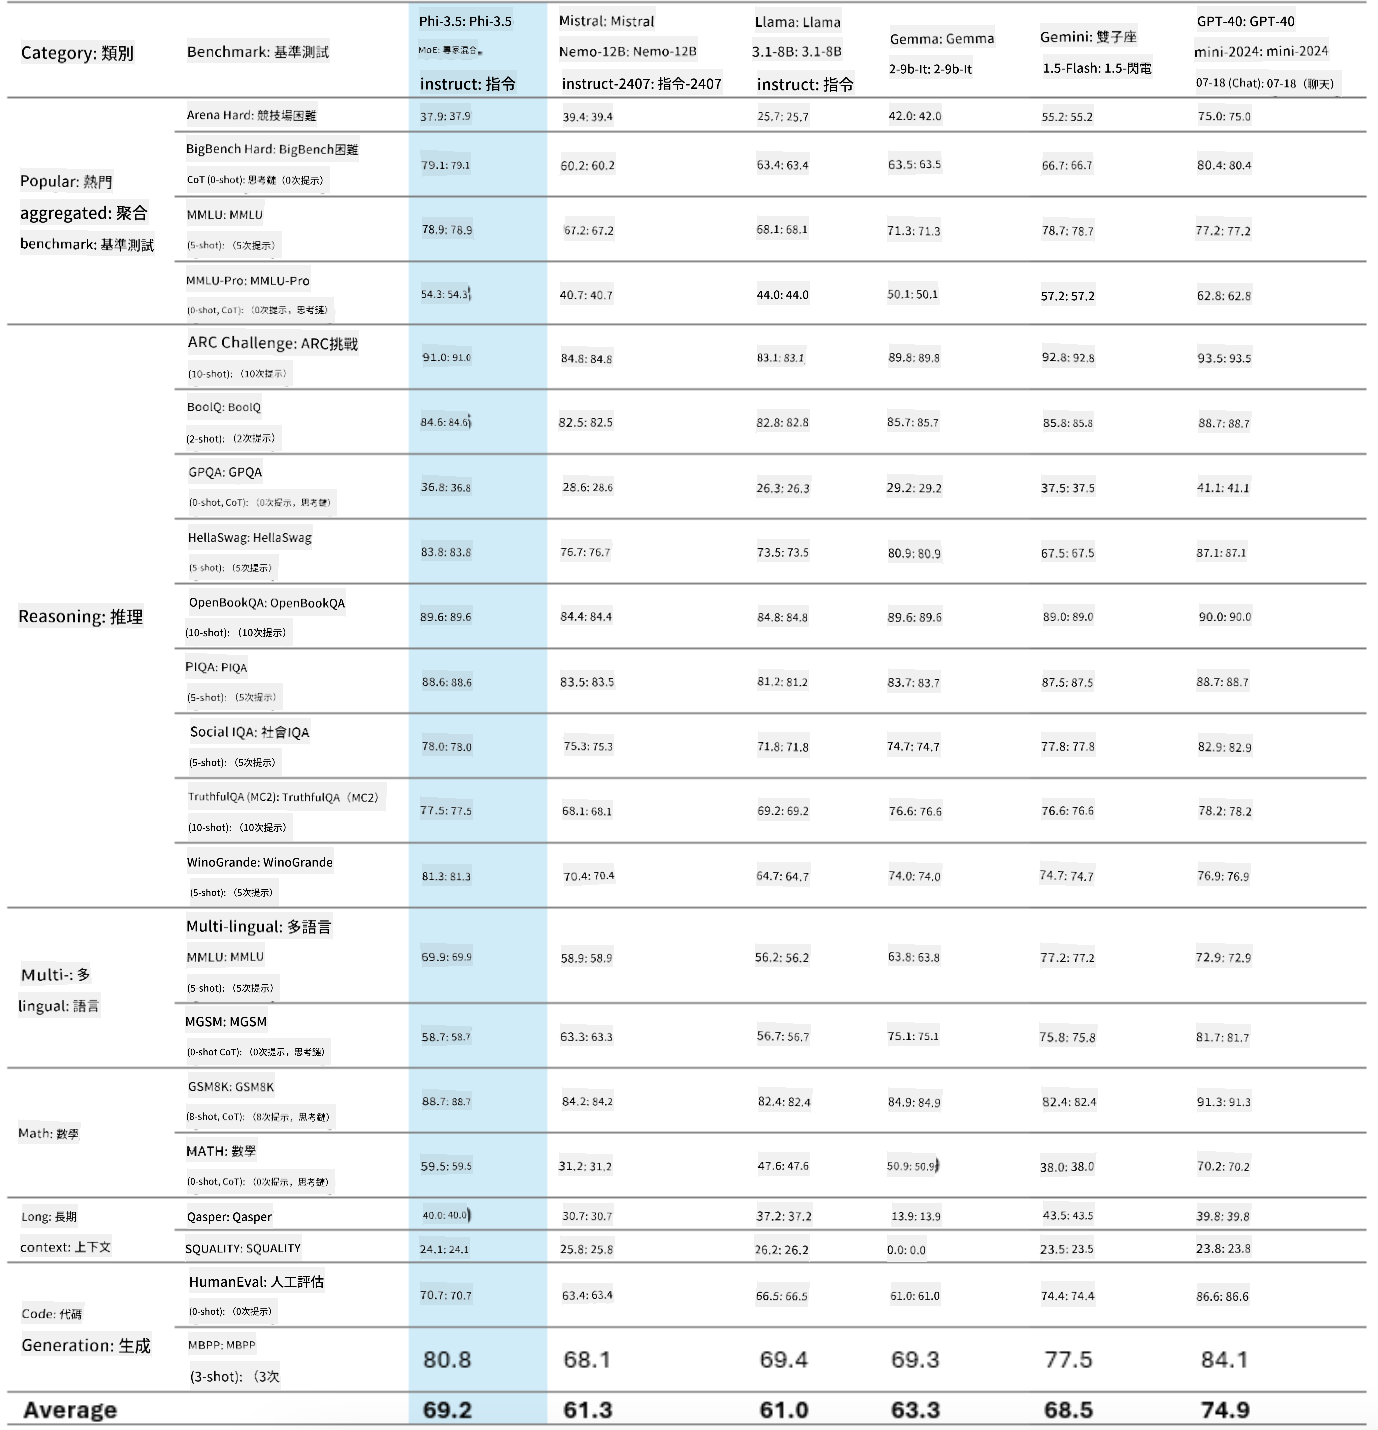 Category: 類別 Benchmark: 基準測試 Phi-3.5: Phi-3.5 MoE: 專家混合。 instruct: 指令 Mistral: Mistral Nemo-12B: Nemo-12B instruct-2407: 指令-2407 Llama: Llama 3.1-8B: 3.1-8B instruct: 指令 Gemma: Gemma 2-9b-It: 2-9b-It Gemini: 雙子座 1.5-Flash: 1.5-閃電 GPT-40: GPT-40 mini-2024: mini-2024 07-18 (Chat): 07-18（聊天）
Popular: 熱門
aggregated: 聚合
benchmark: 基準測試
Arena Hard: 競技場困難 37.9: 37.9 39.4: 39.4 25.7: 25.7 42.0: 42.0 55.2: 55.2 75.0: 75.0
BigBench Hard: BigBench困難
CoT (0-shot): 思考鏈（0次提示） 79.1: 79.1 60.2: 60.2 63.4: 63.4 63.5: 63.5 66.7: 66.7 80.4: 80.4
MMLU: MMLU
(5-shot): （5次提示） 78.9: 78.9 67.2: 67.2 68.1: 68.1 71.3: 71.3 78.7: 78.7 77.2: 77.2
MMLU-Pro: MMLU-Pro
(0-shot, CoT): （0次提示，思考鏈） 54.3: 54.3 40.7: 40.7 44.0: 44.0 50.1: 50.1 57.2: 57.2 62.8: 62.8
Reasoning: 推理
ARC Challenge: ARC挑戰
(10-shot): （10次提示） 91.0: 91.0 84.8: 84.8 83.1: 83.1 89.8: 89.8 92.8: 92.8 93.5: 93.5
BoolQ: BoolQ
(2-shot): （2次提示） 84.6: 84.6 82.5: 82.5 82.8: 82.8 85.7: 85.7 85.8: 85.8 88.7: 88.7
GPQA: GPQA
(0-shot, CoT): （0次提示，思考鏈） 36.8: 36.8 28.6: 28.6 26.3: 26.3 29.2: 29.2 37.5: 37.5 41.1: 41.1
HellaSwag: HellaSwag
(5-shot): （5次提示） 83.8: 83.8 76.7: 76.7 73.5: 73.5 80.9: 80.9 67.5: 67.5 87.1: 87.1
OpenBookQA: OpenBookQA
(10-shot): （10次提示） 89.6: 89.6 84.4: 84.4 84.8: 84.8 89.6: 89.6 89.0: 89.0 90.0: 90.0
PIQA: PIQA
(5-shot): （5次提示） 88.6: 88.6 83.5: 83.5 81.2: 81.2 83.7: 83.7 87.5: 87.5 88.7: 88.7
Social IQA: 社會IQA
(5-shot): （5次提示） 78.0: 78.0 75.3: 75.3 71.8: 71.8 74.7: 74.7 77.8: 77.8 82.9: 82.9
TruthfulQA (MC2): TruthfulQA（MC2）
(10-shot): （10次提示） 77.5: 77.5 68.1: 68.1 69.2: 69.2 76.6: 76.6 76.6: 76.6 78.2: 78.2
WinoGrande: WinoGrande
(5-shot): （5次提示） 81.3: 81.3 70.4: 70.4 64.7: 64.7 74.0: 74.0 74.7: 74.7 76.9: 76.9
Multi-: 多
lingual: 語言
Multi-lingual: 多語言
MMLU: MMLU
(5-shot): （5次提示） 69.9: 69.9 58.9: 58.9 56.2: 56.2 63.8: 63.8 77.2: 77.2 72.9: 72.9
MGSM: MGSM
(0-shot CoT): （0次提示，思考鏈） 58.7: 58.7 63.3: 63.3 56.7: 56.7 75.1: 75.1 75.8: 75.8 81.7: 81.7
Math: 數學
GSM8K: GSM8K
(8-shot, CoT): （8次提示，思考鏈） 88.7: 88.7 84.2: 84.2 82.4: 82.4 84.9: 84.9 82.4: 82.4 91.3: 91.3
MATH: 數學
(0-shot, CoT): （0次提示，思考鏈） 59.5: 59.5 31.2: 31.2 47.6: 47.6 50.9: 50.9 38.0: 38.0 70.2: 70.2
Long: 長期
context: 上下文
Qasper: Qasper 40.0: 40.0 30.7: 30.7 37.2: 37.2 13.9: 13.9 43.5: 43.5 39.8: 39.8
SQUALITY: SQUALITY 24.1: 24.1 25.8: 25.8 26.2: 26.2 0.0: 0.0 23.5: 23.5 23.8: 23.8
Code: 代碼
Generation: 生成
HumanEval: 人工評估
(0-shot): （0次提示） 70.7: 70.7 63.4: 63.4 66.5: 66.5 61.0: 61.0 74.4: 74.4 86.6: 86.6
MBPP: MBPP
(3-shot): （3次 80.8 68.1 69.4 69.3 77.5 84.1
Average 69.2 61.3 61.0 63.3 68.5 74.9